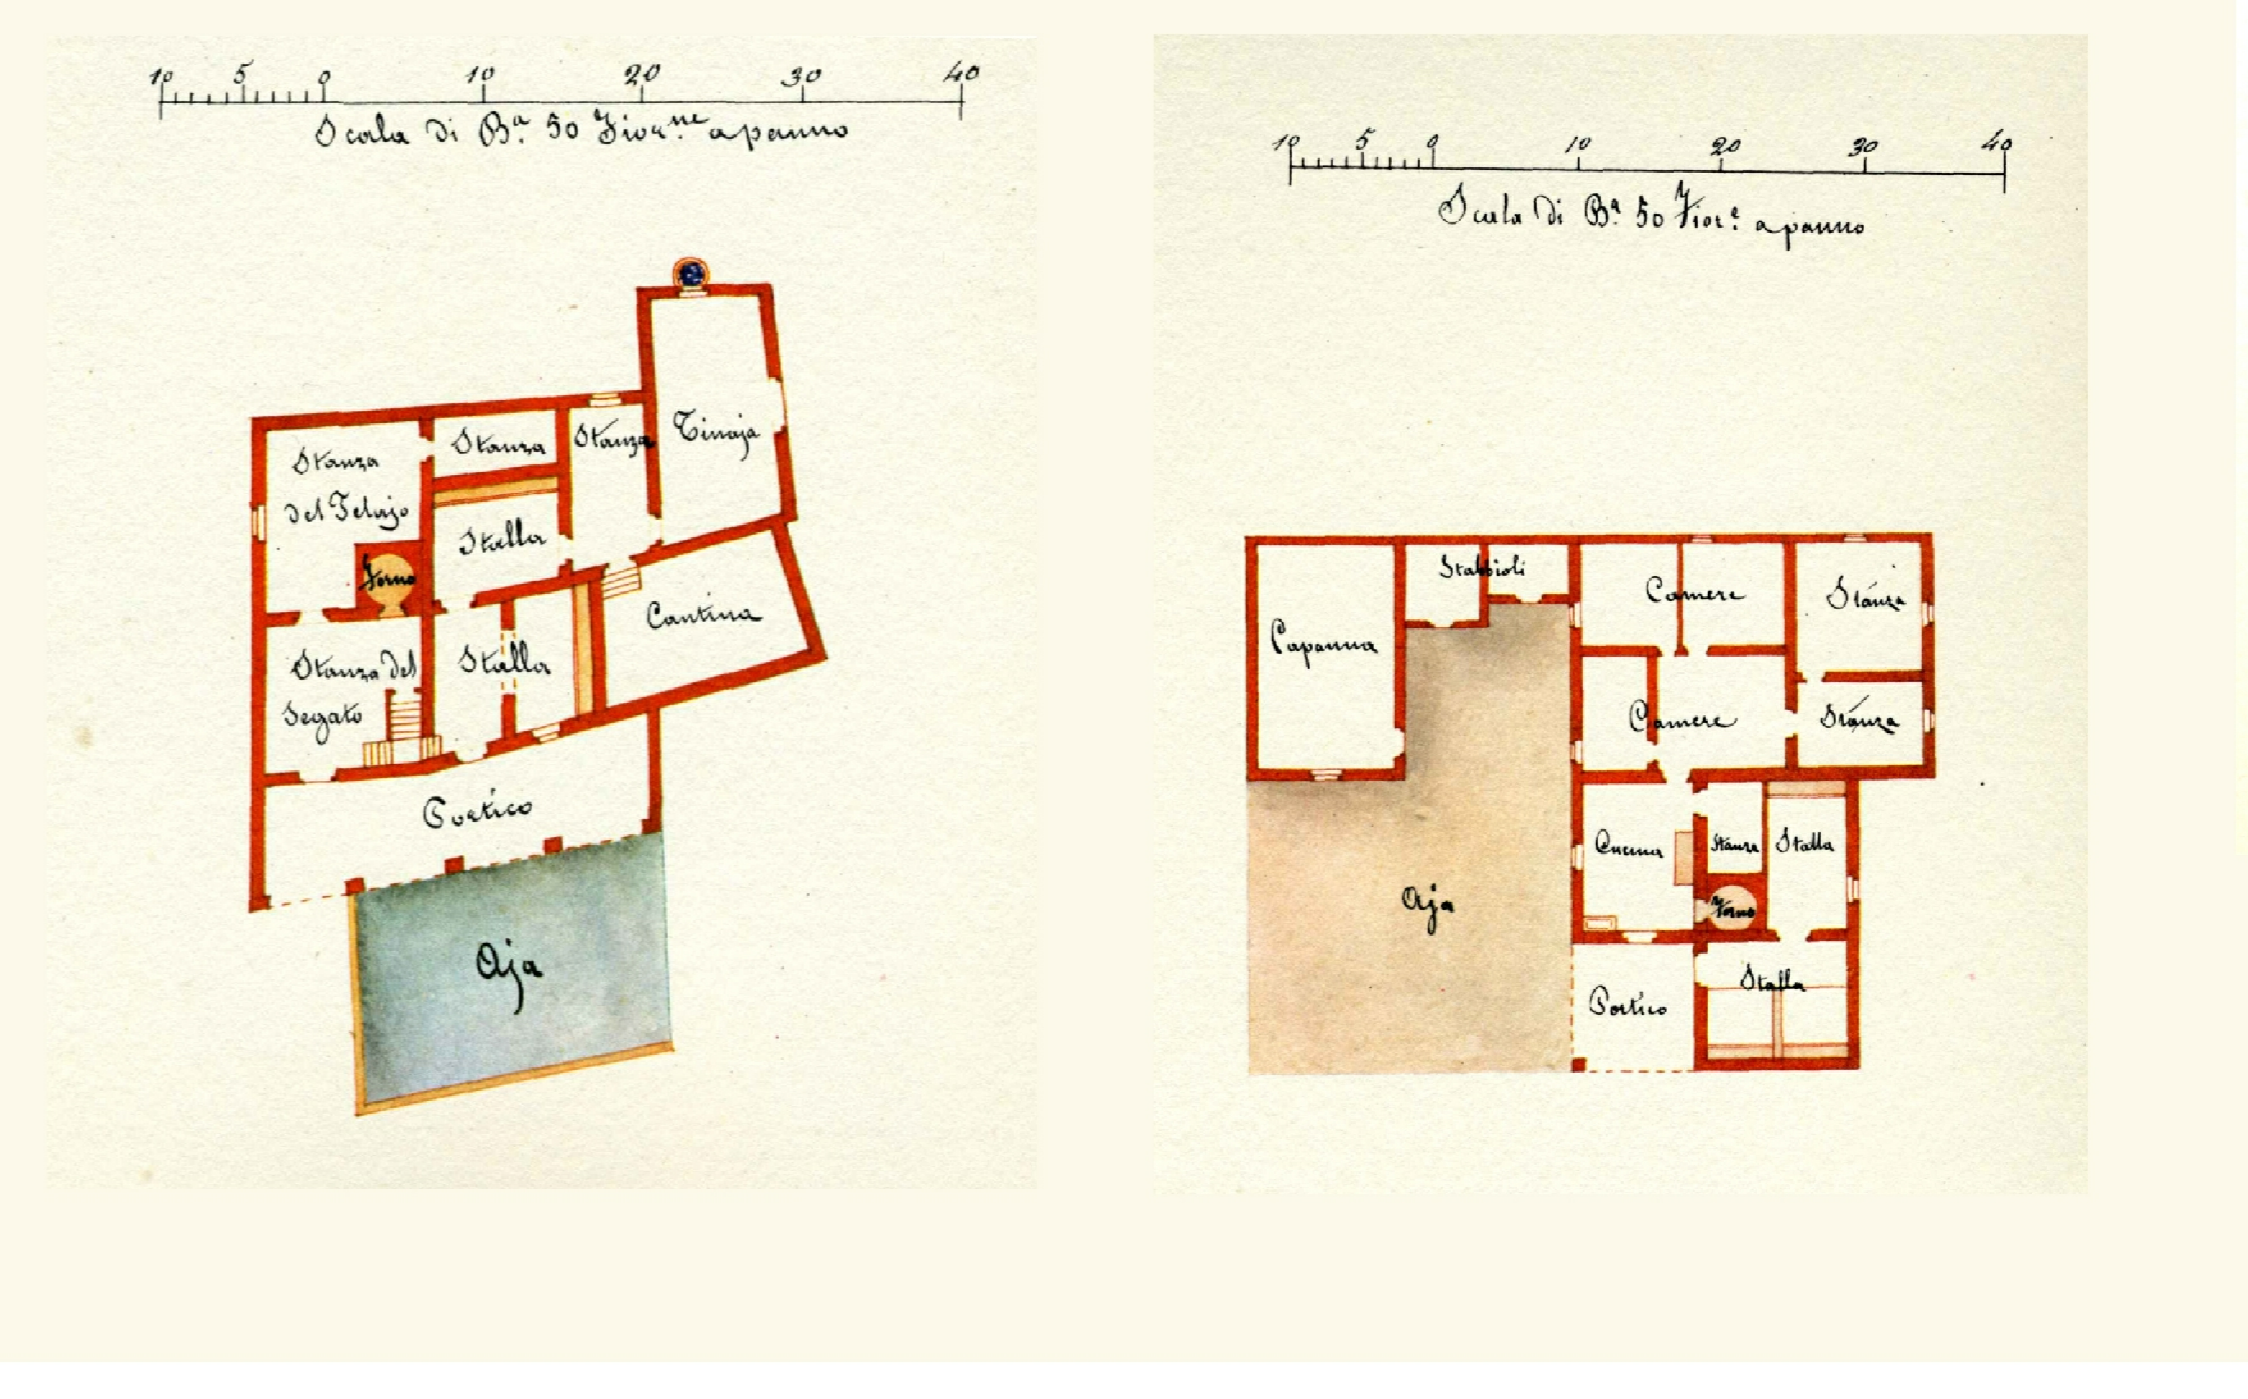 10 5 0 10 20 30 40
Scala di Bª. 50 Fior.ne a panno
Stanza
del Telajo
Stanza
Stanza
Tinaja
Stalla
Forno
Cantina
Stanza del
Segato
Stalla
Portico
Aja
10 5 0 10 20 30 40
Scala di Bª. 50 Fior.e a panno
Capanna
Stabbioli
Camere
Stanza
Camere
Stanza
Cucina
Stanza
Stalla
Forno
Aja
Stalla
Portico